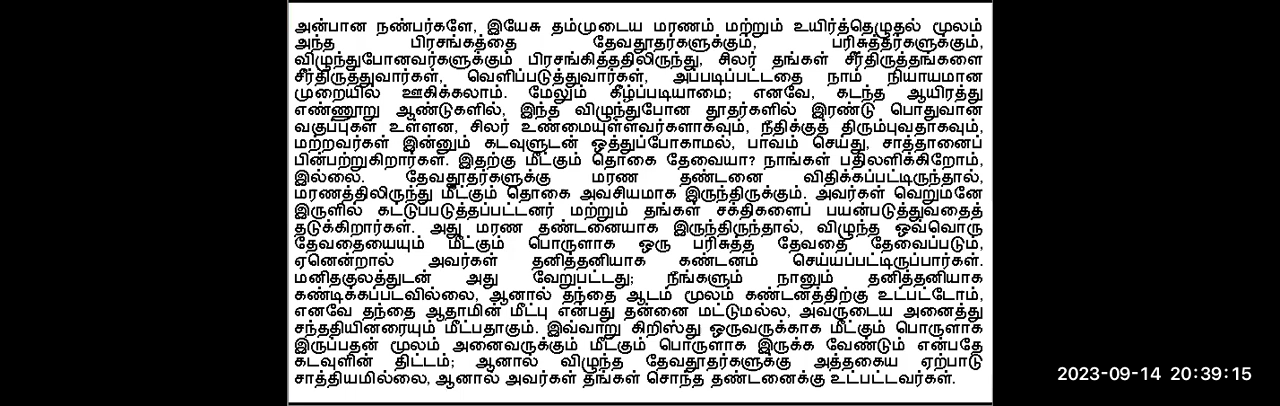 அன்பான நண்பர்களே, இயேசு தம்முடைய மரணம் மற்றும் உயிர்த்தெழுதல் மூலம்
அந்த பிரசங்கத்தை தேவதூதர்களுக்கும், பரிசுத்தர்களுக்கும்,
விழுந்துபோனவர்களுக்கும் பிரசங்கித்ததிலிருந்து, சிலர் தங்கள் சீர்திருத்தங்களை
சீர்திருத்துவார்கள், வெளிப்படுத்துவார்கள், அப்படிப்பட்டதை நாம் நியாயமான
முறையில் ஊகிக்கலாம். மேலும் கீழ்ப்படியாமை; எனவே, கடந்த ஆயிரத்து
எண்ணூறு ஆண்டுகளில், இந்த விழுந்துபோன தூதர்களில் இரண்டு பொதுவான
வகுப்புகள் உள்ளன, சிலர் உண்மையுள்ளவர்களாகவும், நீதிக்குத் திரும்புவதாகவும்,
மற்றவர்கள் இன்னும் கடவுளுடன் ஒத்துப்போகாமல், பாவம் செய்து, சாத்தானைப்
பின்பற்றுகிறார்கள். இதற்கு மீட்கும் தொகை தேவையா? நாங்கள் பதிலளிக்கிறோம்,
இல்லை. தேவதூதர்களுக்கு மரண தண்டனை விதிக்கப்பட்டிருந்தால்,
மரணத்திலிருந்து மீட்கும் தொகை அவசியமாக இருந்திருக்கும். அவர்கள் வெறுமனே
இருளில் கட்டுப்படுத்தப்பட்டனர் மற்றும் தங்கள் சக்திகளைப் பயன்படுத்துவதைத்
தடுக்கிறார்கள். அது மரண தண்டனையாக இருந்திருந்தால், விழுந்த ஒவ்வொரு
தேவதையையும் மீட்கும் பொருளாக ஒரு பரிசுத்த தேவதை தேவைப்படும்,
ஏனென்றால் அவர்கள் தனித்தனியாக கண்டனம் செய்யப்பட்டிருப்பார்கள்.
மனிதகுலத்துடன் அது வேறுபட்டது; நீங்களும் நானும் தனித்தனியாக
கண்டிக்கப்படவில்லை, ஆனால் தந்தை ஆடம் மூலம் கண்டனத்திற்கு உட்பட்டோம்,
எனவே தந்தை ஆதாமின் மீட்பு என்பது தன்னை மட்டுமல்ல, அவருடைய அனைத்து
சந்ததியினரையும் மீட்பதாகும். இவ்வாறு கிறிஸ்து ஒருவருக்காக மீட்கும் பொருளாக
இருப்பதன் மூலம் அனைவருக்கும் மீட்கும் பொருளாக இருக்க வேண்டும் என்பதே
கடவுளின் திட்டம்; ஆனால் விழுந்த தேவதூதர்களுக்கு அத்தகைய ஏற்பாடு
சாத்தியமில்லை, ஆனால் அவர்கள் தங்கள் சொந்த தண்டனைக்கு உட்பட்டவர்கள்.
2023-09-14 20:39:15